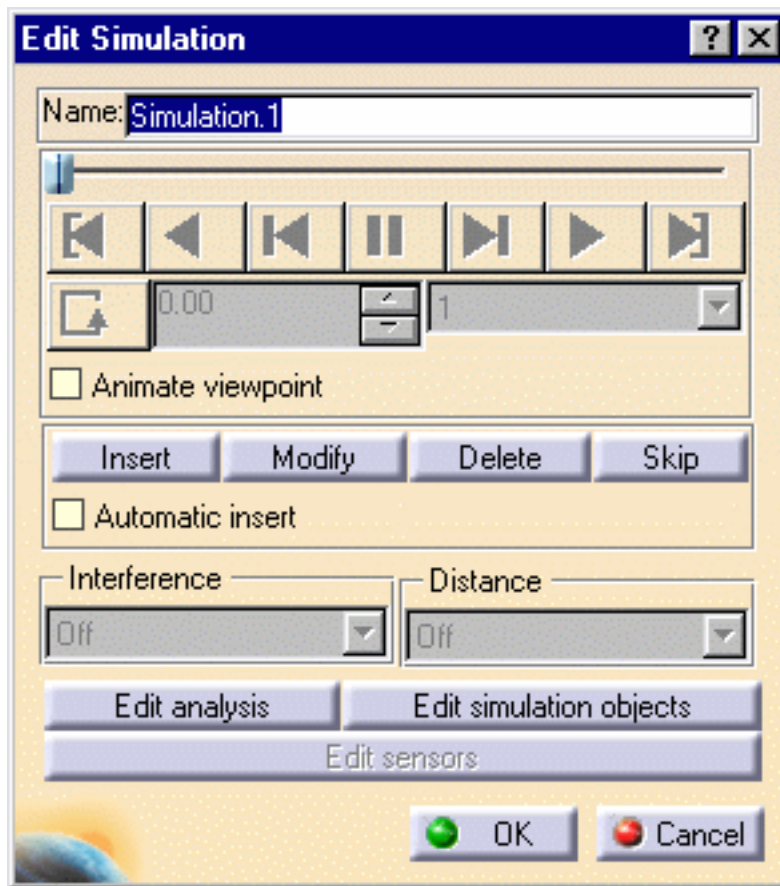 Edit Simulation
Name: Simulation.1
0.00 1
Animate viewpoint
Insert Modify Delete Skip
Automatic insert
Interference Distance
Off Off
Edit analysis Edit simulation objects
Edit sensors
OK Cancel